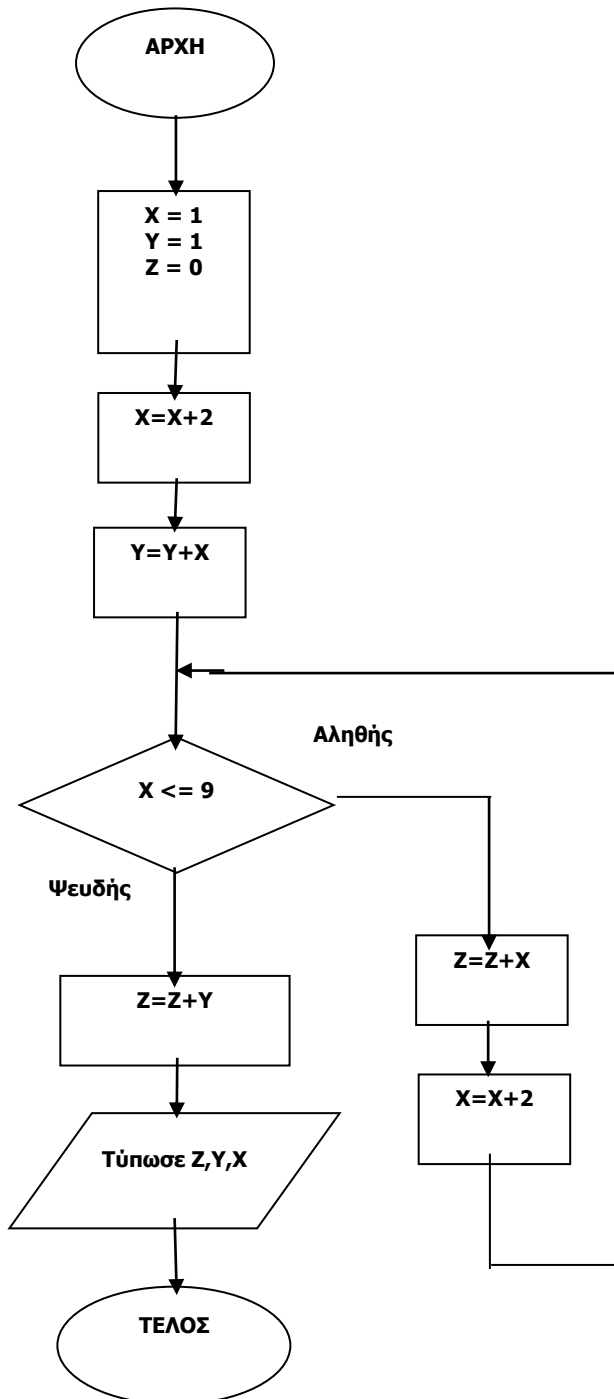 ΑΡΧΗ
X = 1
Y = 1
Z = 0
X=X+2
Y=Y+X
Αληθής
X <= 9
Ψευδής
Z=Z+X
Z=Z+Y
X=X+2
Τύπωσε Z,Y,X
ΤΕΛΟΣ